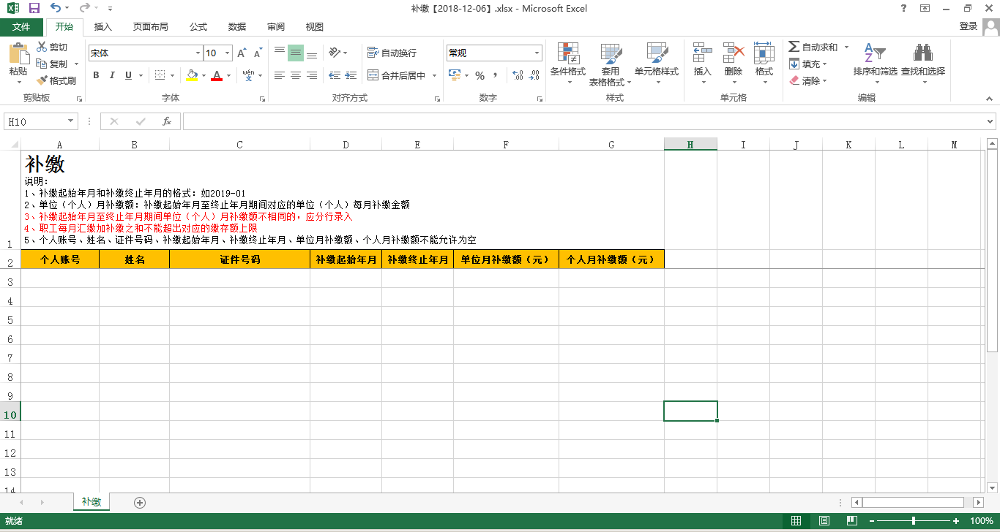 补缴【2018-12-06】.xlsx - Microsoft Excel
?
文件 开始 插入 页面布局 公式 数据 审阅 视图 登录
粘贴 剪切 复制 格式刷 剪贴板
宋体 10 B I U A wén 文 字体
自动换行 合并后居中 对齐方式
常规 % , 数字
条件格式 套用表格格式 单元格样式 样式
插入 删除 格式 单元格
自动求和 填充 清除 排序和筛选 查找和选择 编辑
H10 fx
A B C D E F G H I J K L M
补缴
说明:
1、补缴起始年月和补缴终止年月的格式：如2019-01
2、单位（个人）月补缴额：补缴起始年月至终止年月期间对应的单位（个人）每月补缴金额
3、补缴起始年月至终止年月期间单位（个人）月补缴额不相同的，应分行录入
4、职工每月汇缴加补缴之和不能超出对应的缴存额上限
1 5、个人账号、姓名、证件号码、补缴起始年月、补缴终止年月、单位月补缴额、个人月补缴额不能允许为空
2 个人账号 姓名 证件号码 补缴起始年月 补缴终止年月 单位月补缴额（元） 个人月补缴额（元）
3
4
5
6
7
8
9
10
11
12
13
14
补缴
就绪 100%